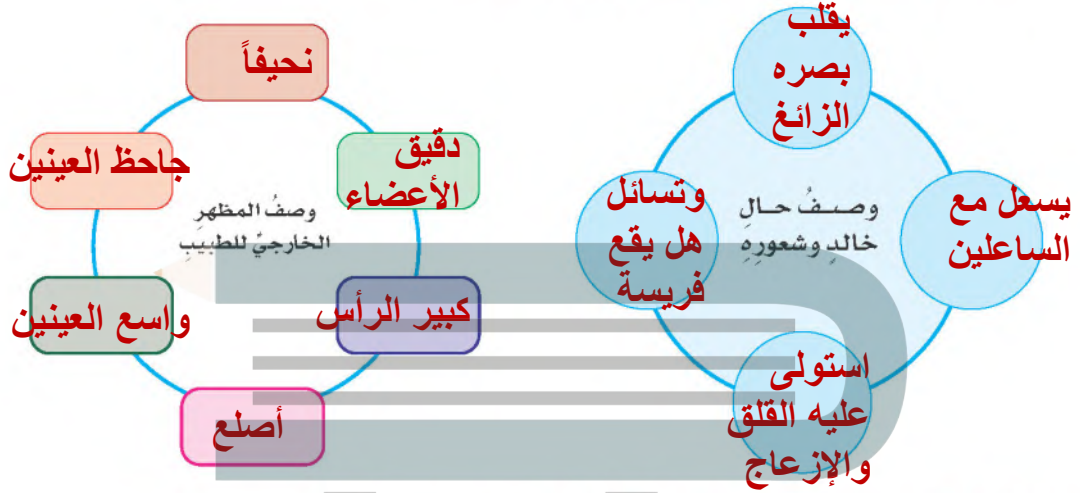 يقلب
بصره
الزائغ
يسعل مع
الساعلين
وصف حال
خالد وشعوره
وتسائل
هل يقع
فريسة
استولى
عليه القلق
والإزعاج
نحيفاً
دقيق
الأعضاء
جاحظ العينين
وصفُ المظهرِ
الخارجيِّ للطبيبِ
كبير الرأس
واسع العينين
أصلع